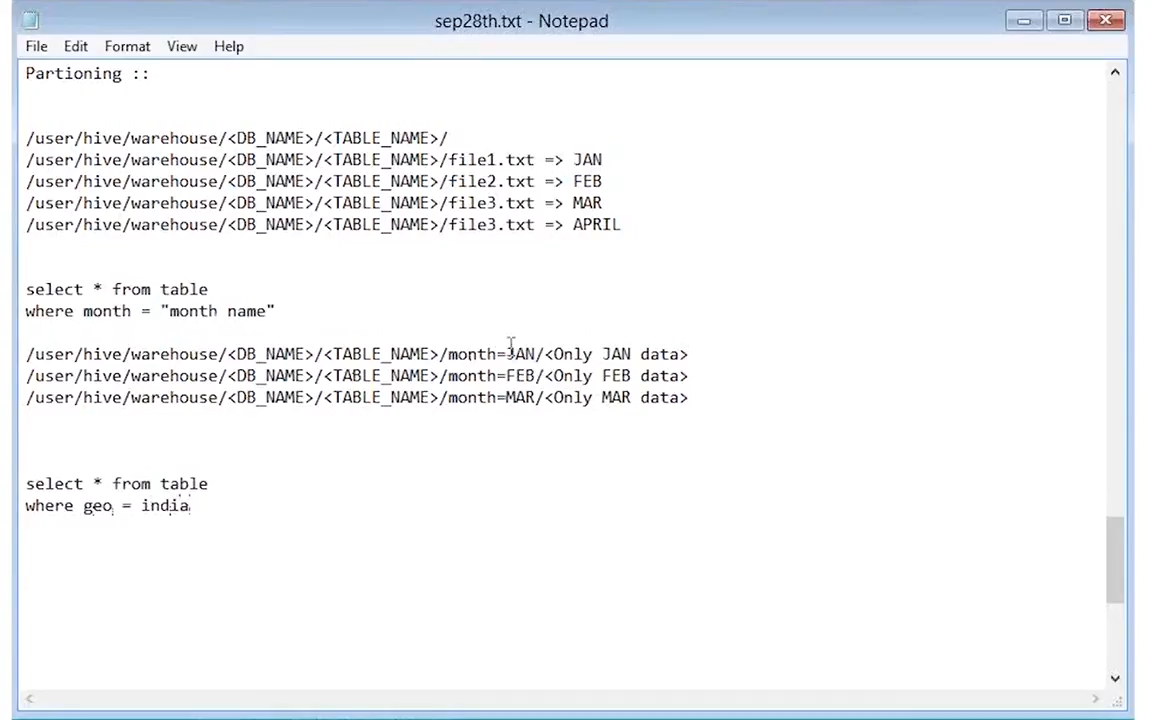 sep28th.txt - Notepad
File Edit Format View Help
Partioning ::
/user/hive/warehouse/<DB_NAME>/<TABLE_NAME>/
/user/hive/warehouse/<DB_NAME>/<TABLE_NAME>/file1.txt => JAN
/user/hive/warehouse/<DB_NAME>/<TABLE_NAME>/file2.txt => FEB
/user/hive/warehouse/<DB_NAME>/<TABLE_NAME>/file3.txt => MAR
/user/hive/warehouse/<DB_NAME>/<TABLE_NAME>/file3.txt => APRIL
select * from table
where month = "month name"
/user/hive/warehouse/<DB_NAME>/<TABLE_NAME>/month=JAN/<Only JAN data>
/user/hive/warehouse/<DB_NAME>/<TABLE_NAME>/month=FEB/<Only FEB data>
/user/hive/warehouse/<DB_NAME>/<TABLE_NAME>/month=MAR/<Only MAR data>
select * from table
where geo = india